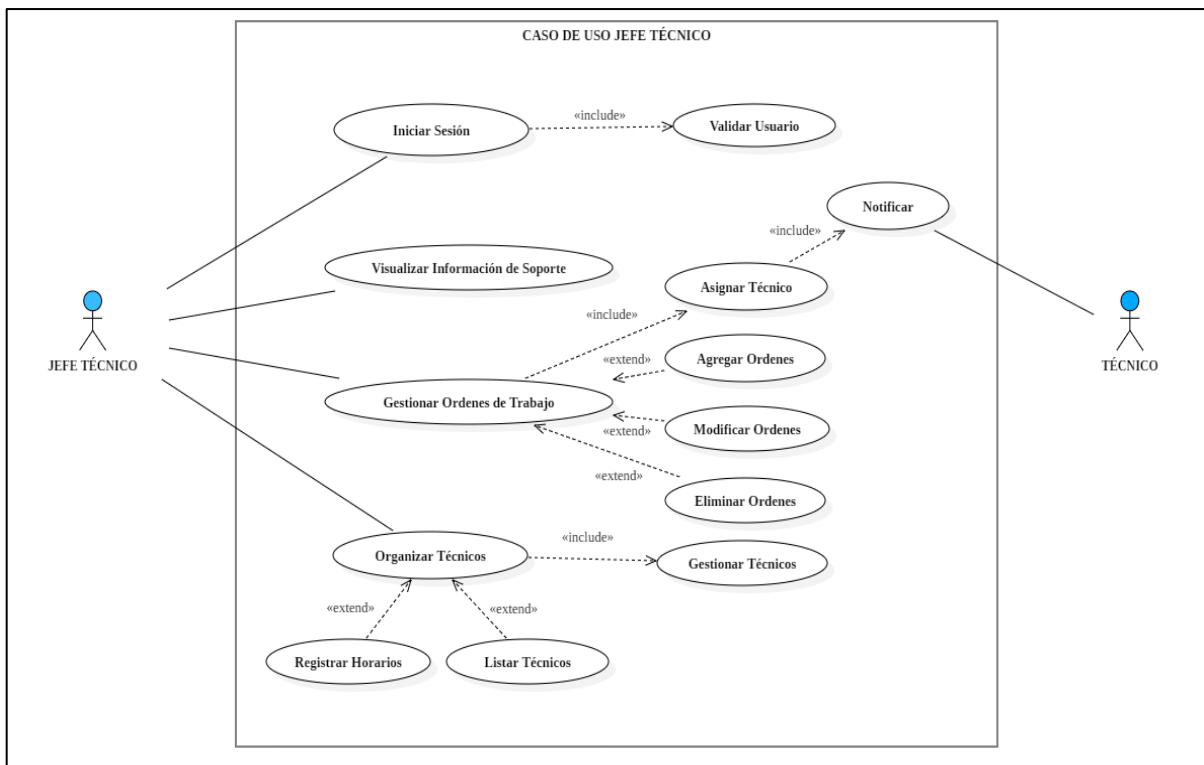 CASO DE USO JEFE TÉCNICO
Iniciar Sesión
«include»
Validar Usuario
Notificar
«include»
Visualizar Información de Soporte
Asignar Técnico
«include»
JEFE TÉCNICO
TÉCNICO
«extend»
Agregar Ordenes
Gestionar Ordenes de Trabajo
«extend»
Modificar Ordenes
«extend»
Eliminar Ordenes
Organizar Técnicos
«include»
Gestionar Técnicos
«extend»
«extend»
Registrar Horarios
Listar Técnicos